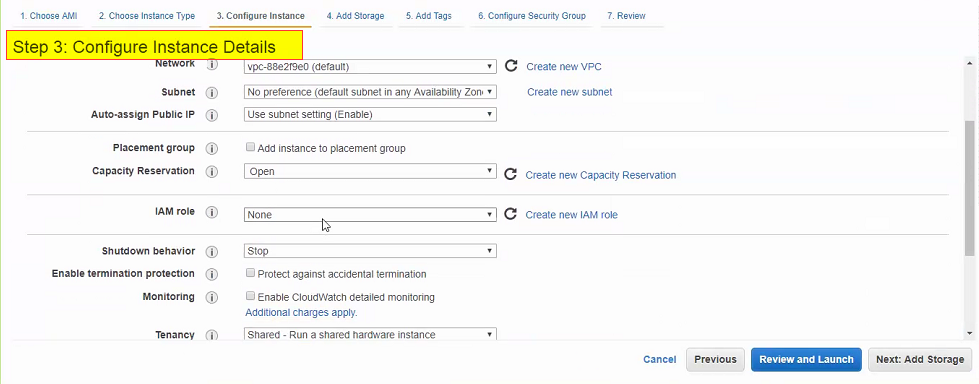 1. Choose AMI 2. Choose Instance Type 3. Configure Instance 4. Add Storage 5. Add Tags 6. Configure Security Group 7. Review
Step 3: Configure Instance Details
Network i vpc-88e2f9e0 (default) Create new VPC
Subnet i No preference (default subnet in any Availability Zon Create new subnet
Auto-assign Public IP i Use subnet setting (Enable)
Placement group i Add instance to placement group
Capacity Reservation i Open Create new Capacity Reservation
IAM role i None Create new IAM role
Shutdown behavior i Stop
Enable termination protection i Protect against accidental termination
Monitoring i Enable CloudWatch detailed monitoring
Additional charges apply.
Tenancy i Shared - Run a shared hardware instance
Cancel Previous Review and Launch Next: Add Storage